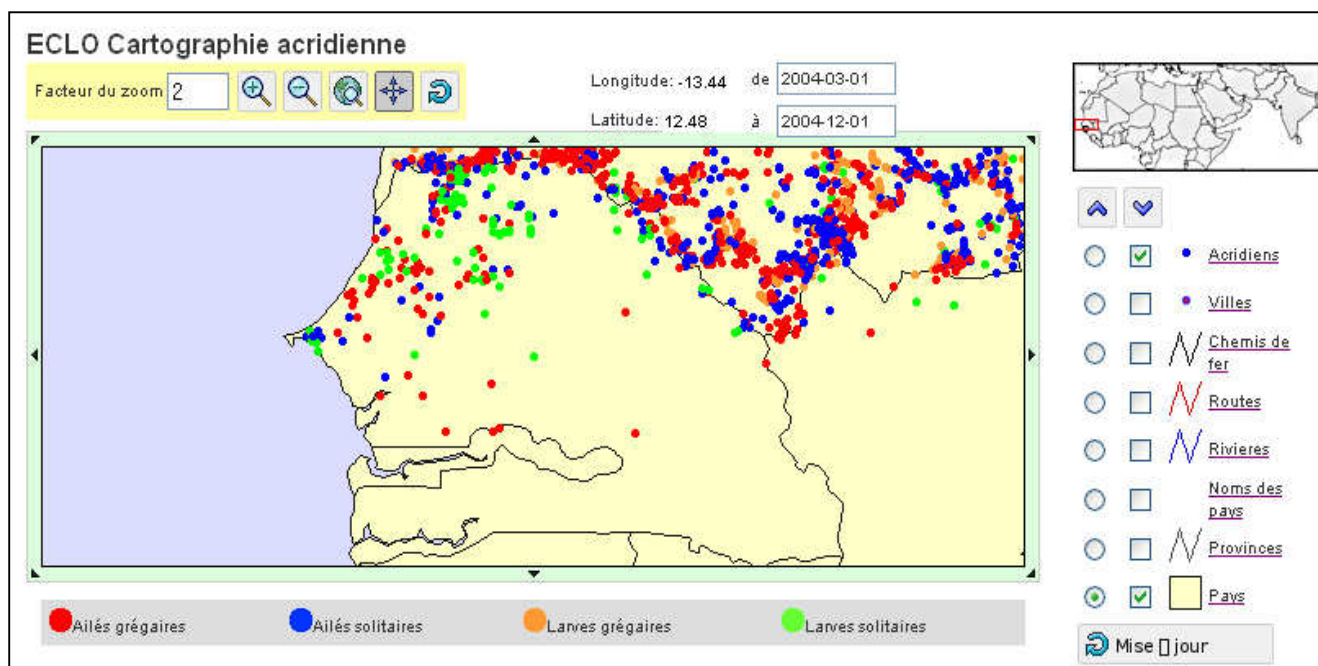 ECLO Cartographie acridienne
Facteur du zoom 2
Longitude: -13.44 de 2004-03-01
Latitude: 12.48 à 2004-12-01
Acridiens
Villes
Chemis de
fer
Routes
Rivieres
Noms des
pays
Provinces
Pays
Mise ▯ jour
Ailés grégaires Ailés solitaires Larves grégaires Larves solitaires